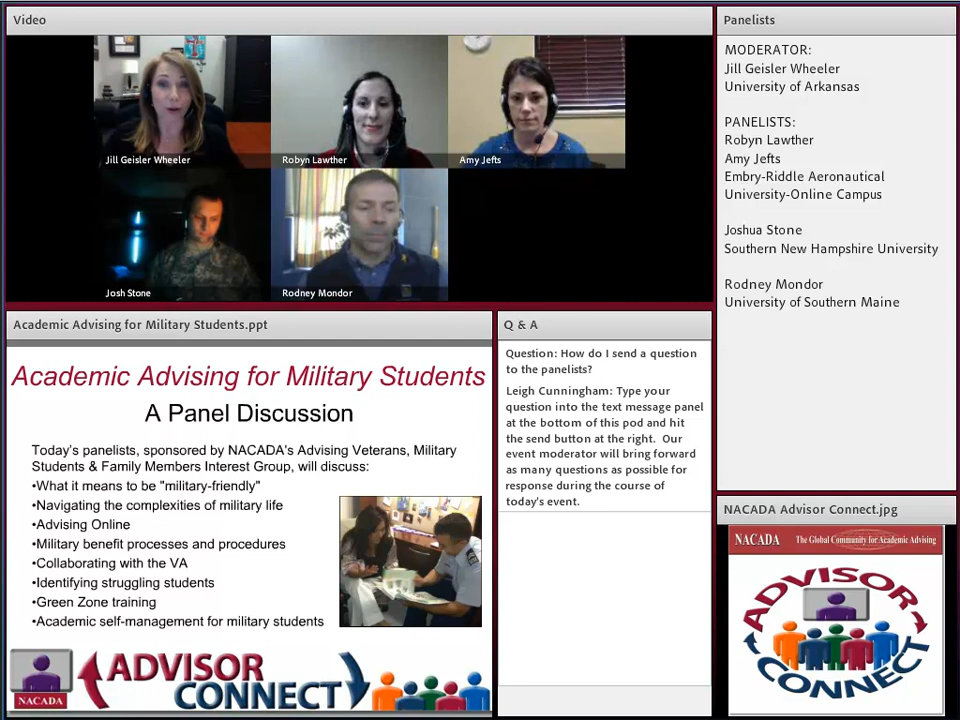 Video
Jill Geisler Wheeler
Robyn Lawther
Amy Jefts
Josh Stone
Rodney Mondor
Panelists
MODERATOR:
Jill Geisler Wheeler
University of Arkansas
PANELISTS:
Robyn Lawther
Amy Jefts
Embry-Riddle Aeronautical
University-Online Campus
Joshua Stone
Southern New Hampshire University
Rodney Mondor
University of Southern Maine
Academic Advising for Military Students.ppt
Academic Advising for Military Students
A Panel Discussion
Today's panelists, sponsored by NACADA's Advising Veterans, Military
Students & Family Members Interest Group, will discuss:
•What it means to be "military-friendly"
•Navigating the complexities of military life
•Advising Online
•Military benefit processes and procedures
•Collaborating with the VA
•Identifying struggling students
•Green Zone training
•Academic self-management for military students
NACADA
ADVISOR
CONNECT
Q & A
Question: How do I send a question
to the panelists?
Leigh Cunningham: Type your
question into the text message panel
at the bottom of this pod and hit
the send button at the right.  Our
event moderator will bring forward
as many questions as possible for
response during the course of
today's event.
NACADA Advisor Connect.jpg
NACADA The Global Community for Academic Advising
ADVISOR
CONNECT